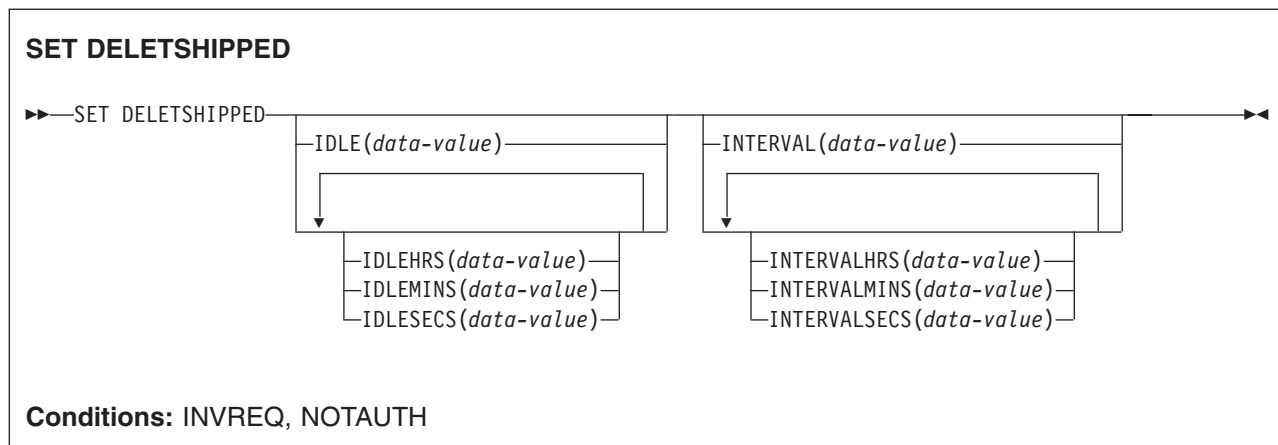 SET DELETSHIPPED
SET DELETSHIPPED
IDLE(data-value)
INTERVAL(data-value)
IDLEHRS(data-value)
IDLEMINS(data-value)
IDLESECS(data-value)
INTERVALHRS(data-value)
INTERVALMINS(data-value)
INTERVALSECS(data-value)
Conditions: INVREQ, NOTAUTH